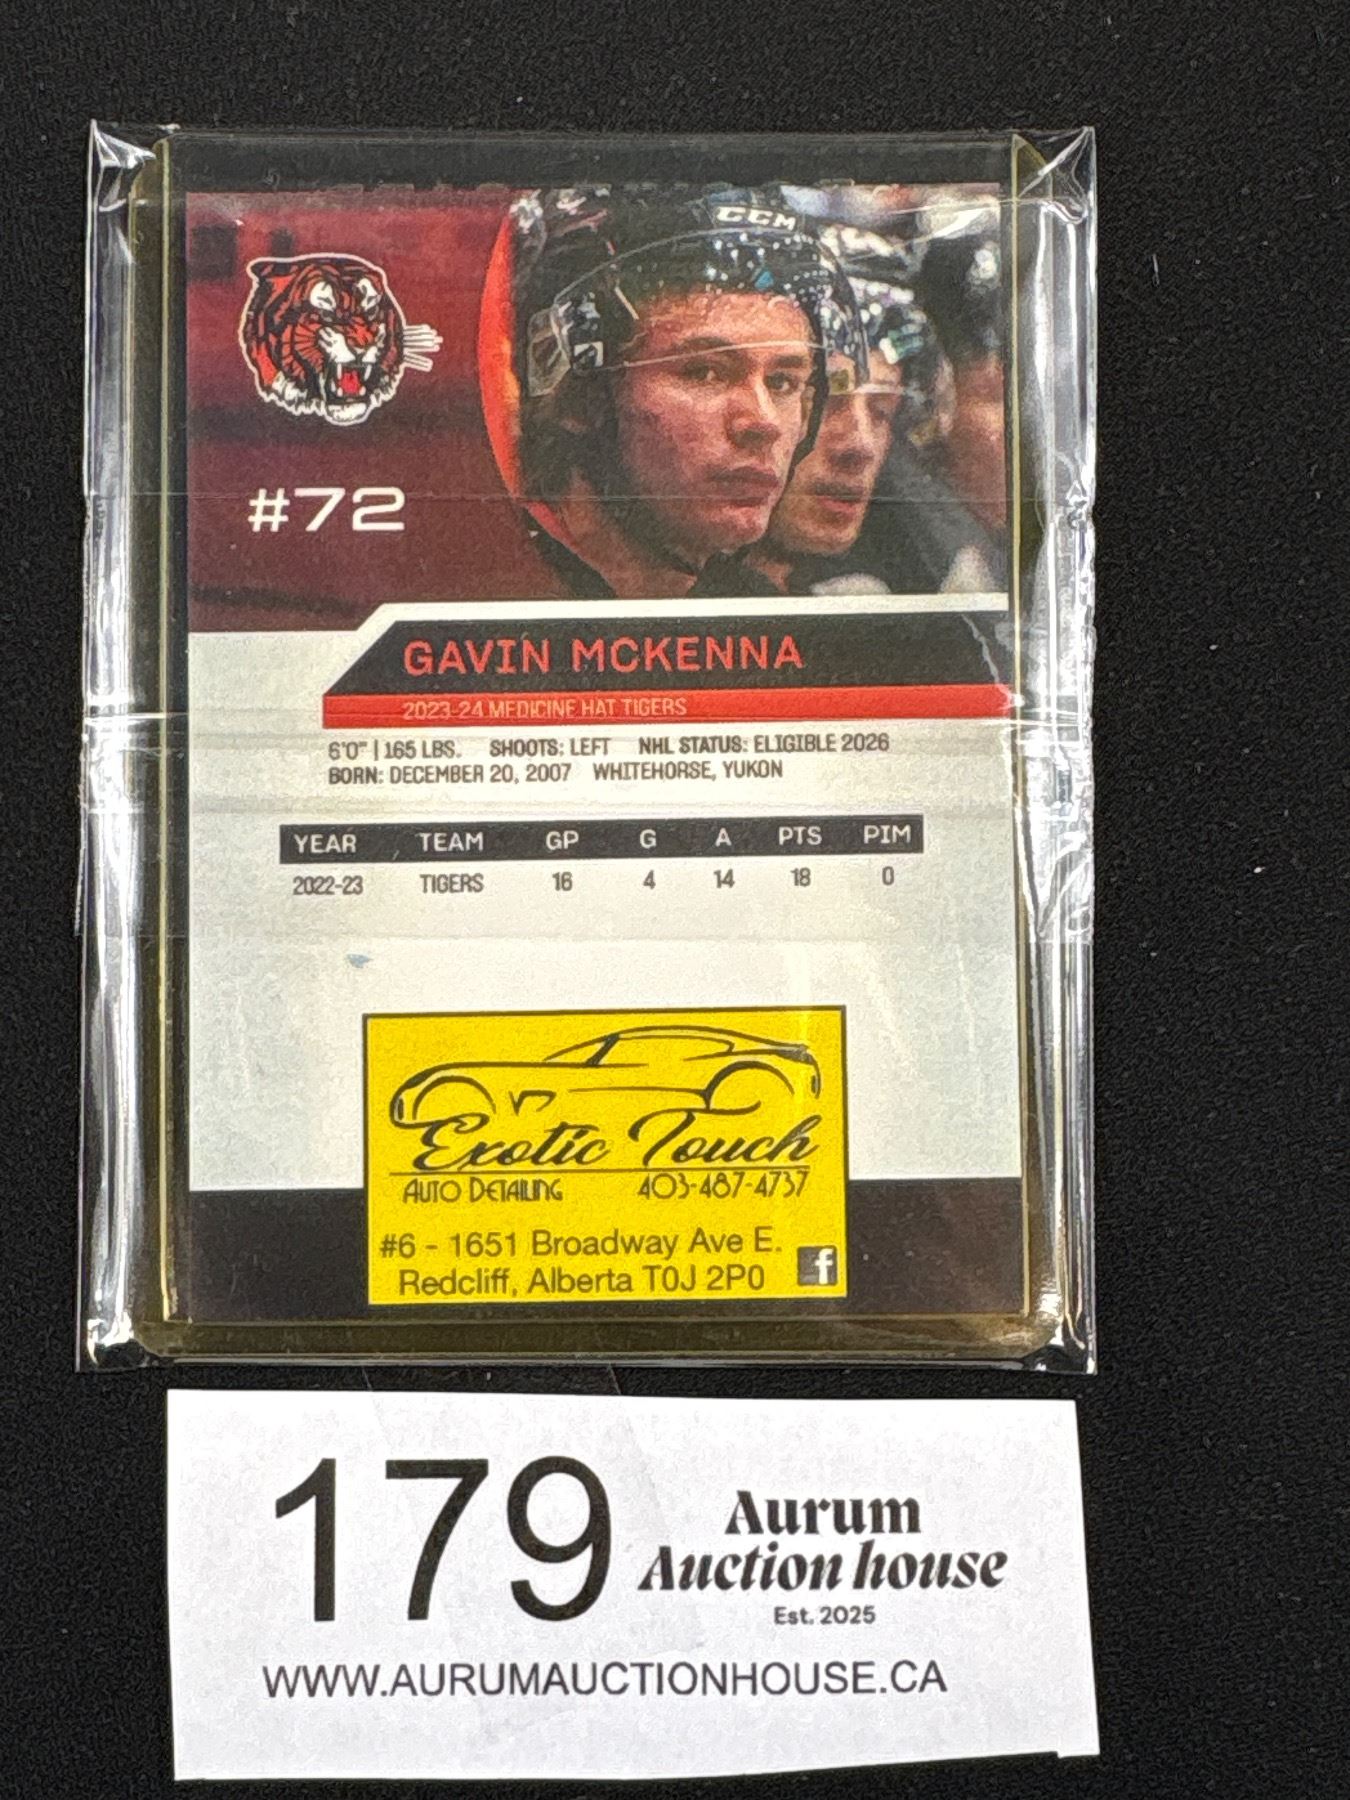 CCM
#72
GAVIN MCKENNA
2023-24 MEDICINE HAT TIGERS
6'0" | 165 LBS. SHOOTS: LEFT NHL STATUS: ELIGIBLE 2026
BORN: DECEMBER 20, 2007 WHITEHORSE, YUKON
YEAR TEAM GP G A PTS PIM
2022-23 TIGERS 16 4 14 18 0
Exotic Touch
AUTO DETAILING 403-487-4737
#6 - 1651 Broadway Ave E.
Redcliff, Alberta T0J 2P0 f
179
Aurum
Auction house
Est. 2025
WWW.AURUMAUCTIONHOUSE.CA